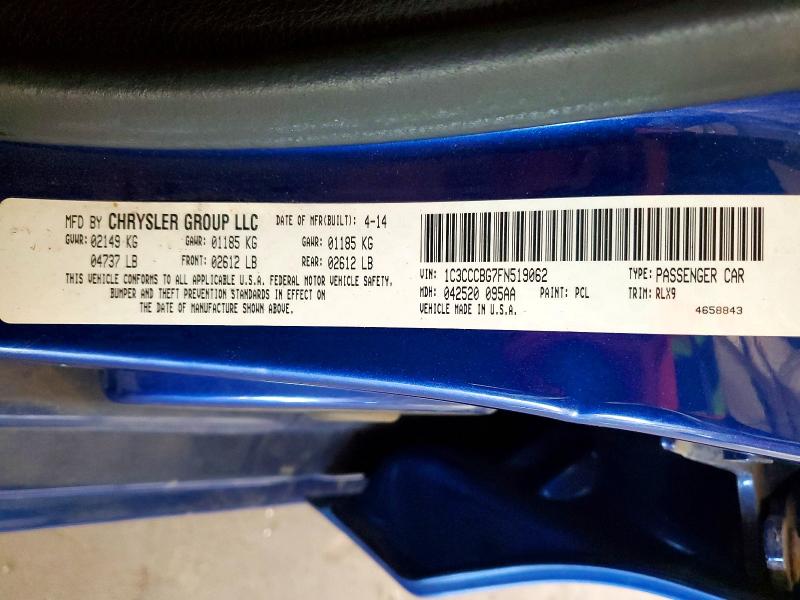 MFD BY CHRYSLER GROUP LLC DATE OF MFR(BUILT): 4-14
GVWR: 02149 KG GAWR: 01185 KG GAWR: 01185 KG
04737 LB FRONT: 02612 LB REAR: 02612 LB
THIS VEHICLE CONFORMS TO ALL APPLICABLE U.S.A. FEDERAL MOTOR VEHICLE SAFETY,
BUMPER AND THEFT PREVENTION STANDARDS IN EFFECT ON
THE DATE OF MANUFACTURE SHOWN ABOVE.
VIN: 1C3CCCBG7FN519062 TYPE: PASSENGER CAR
MDH: 042520 095AA PAINT: PCL TRIM: RLX9
VEHICLE MADE IN U.S.A. 4658843